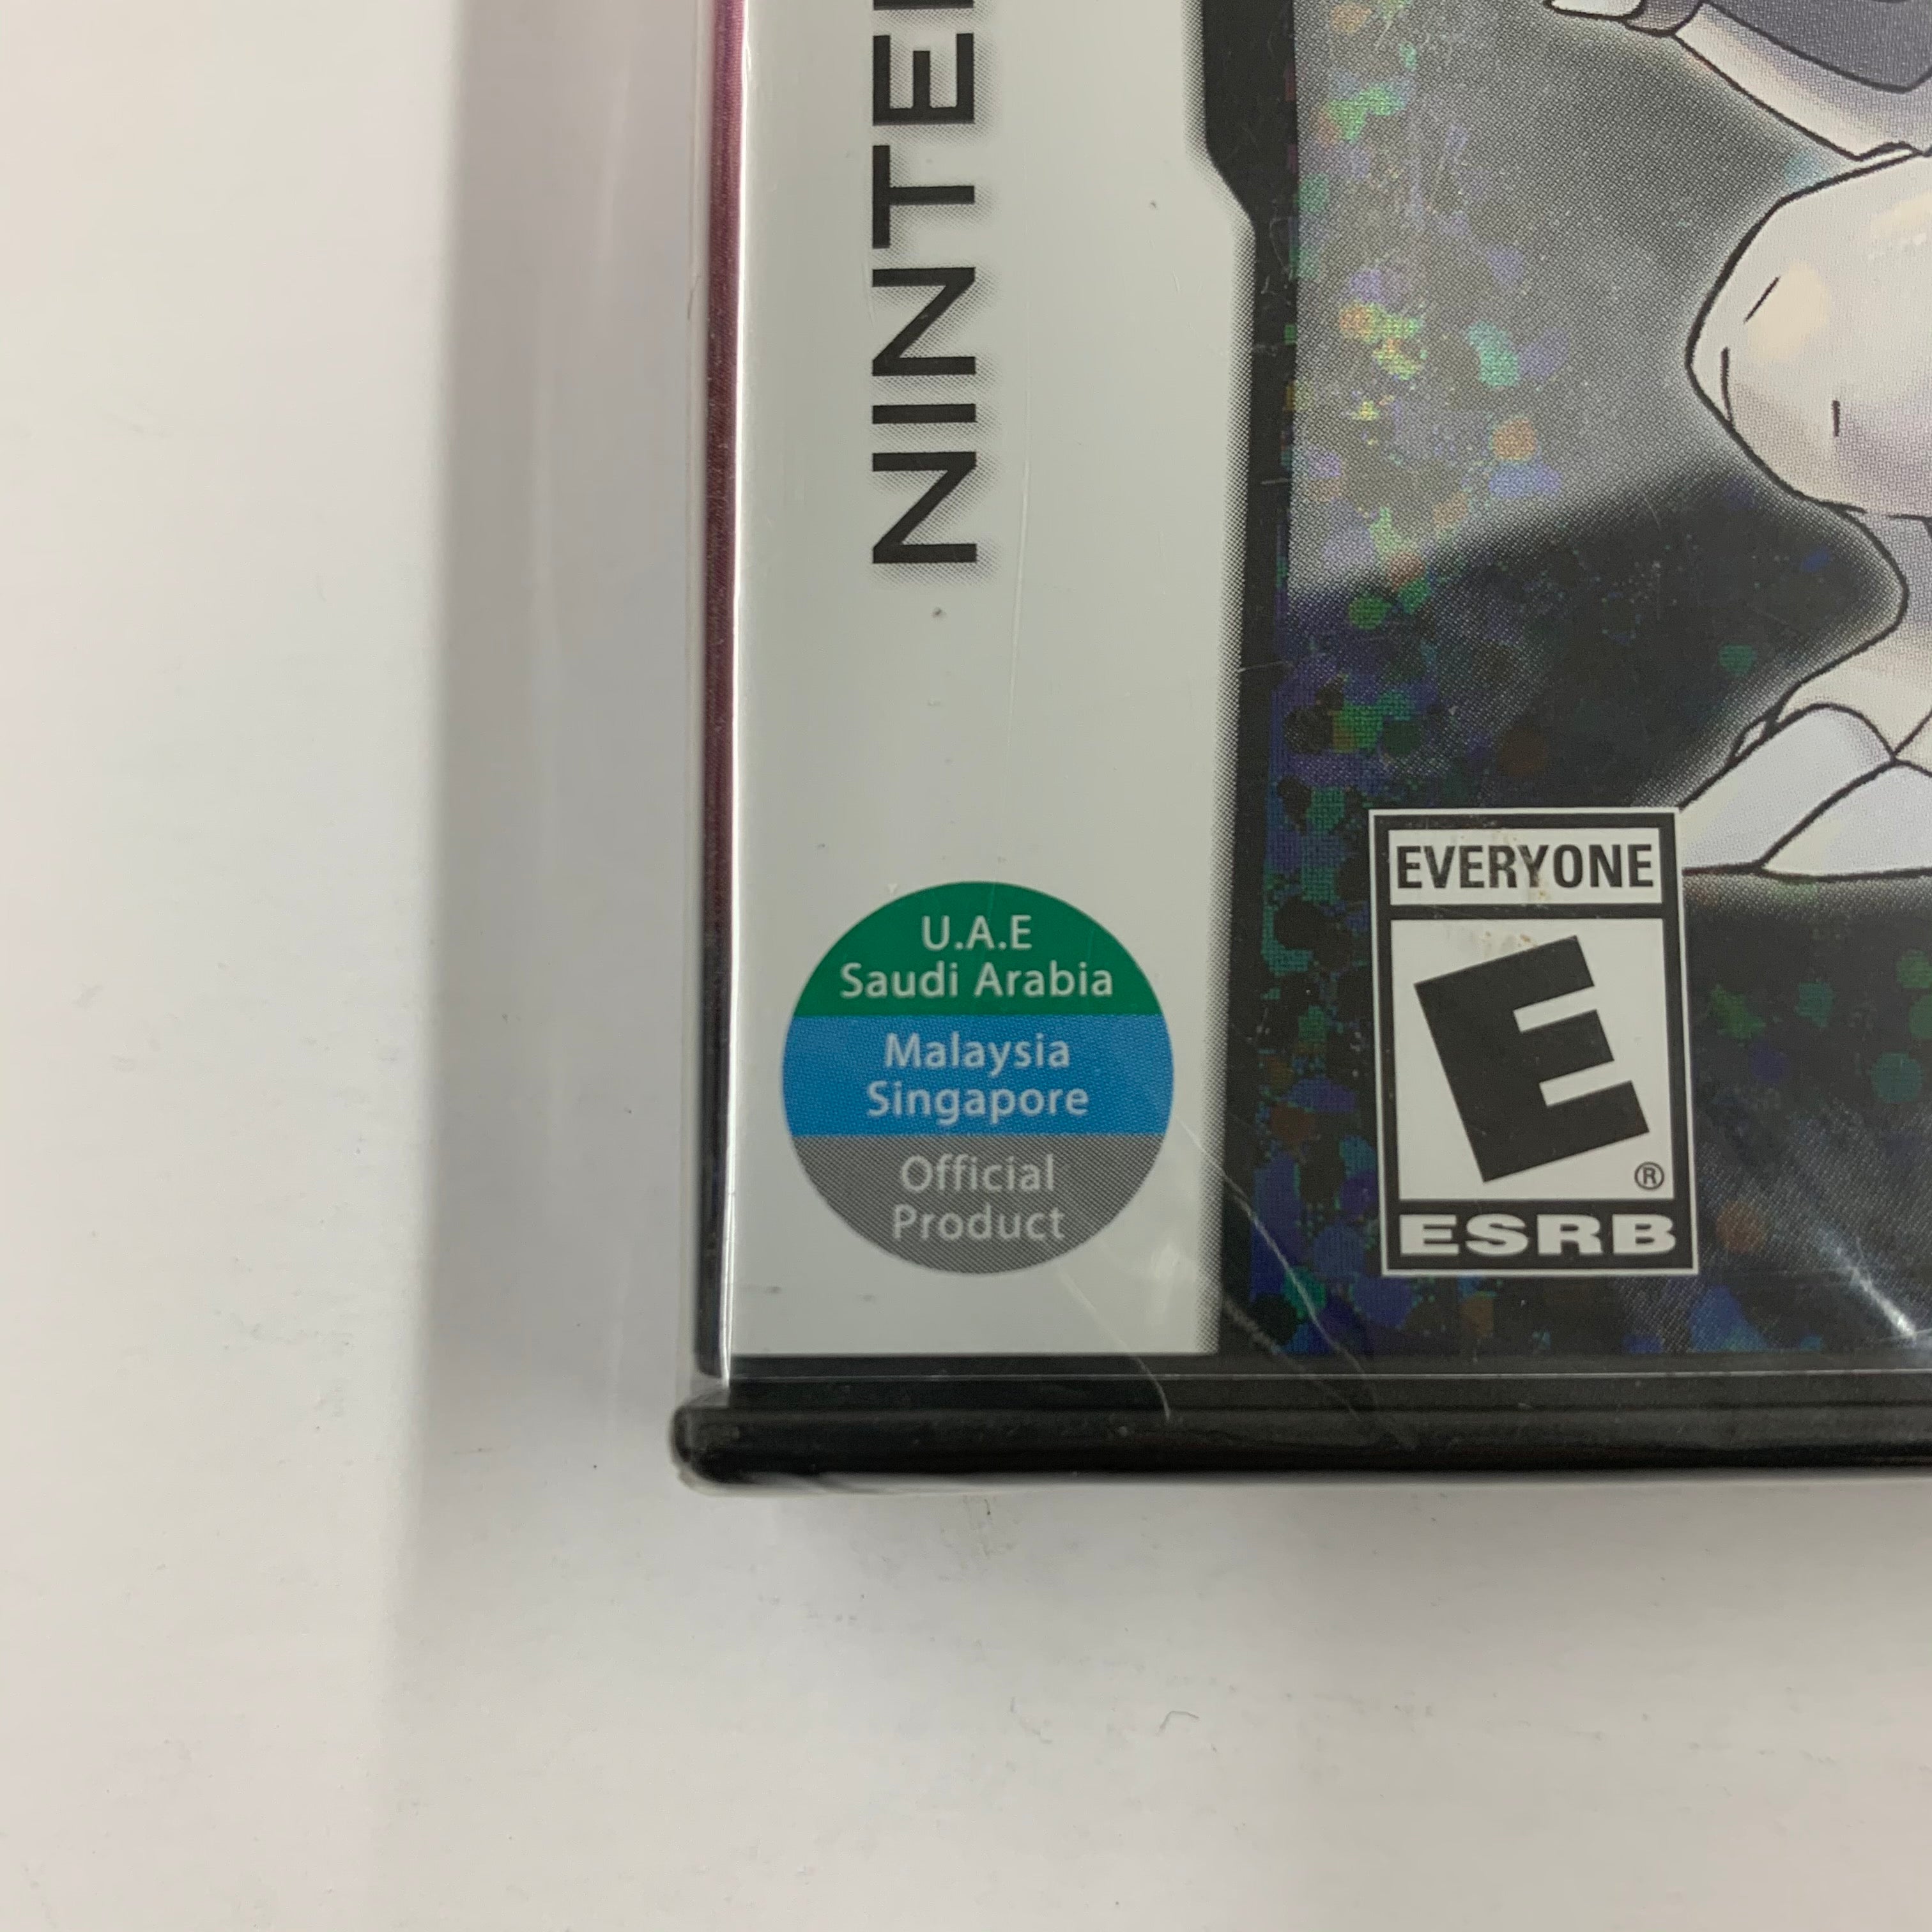 NINTE
U.A.E
Saudi Arabia
Malaysia
Singapore
Official
Product
EVERYONE
E®
ESRB